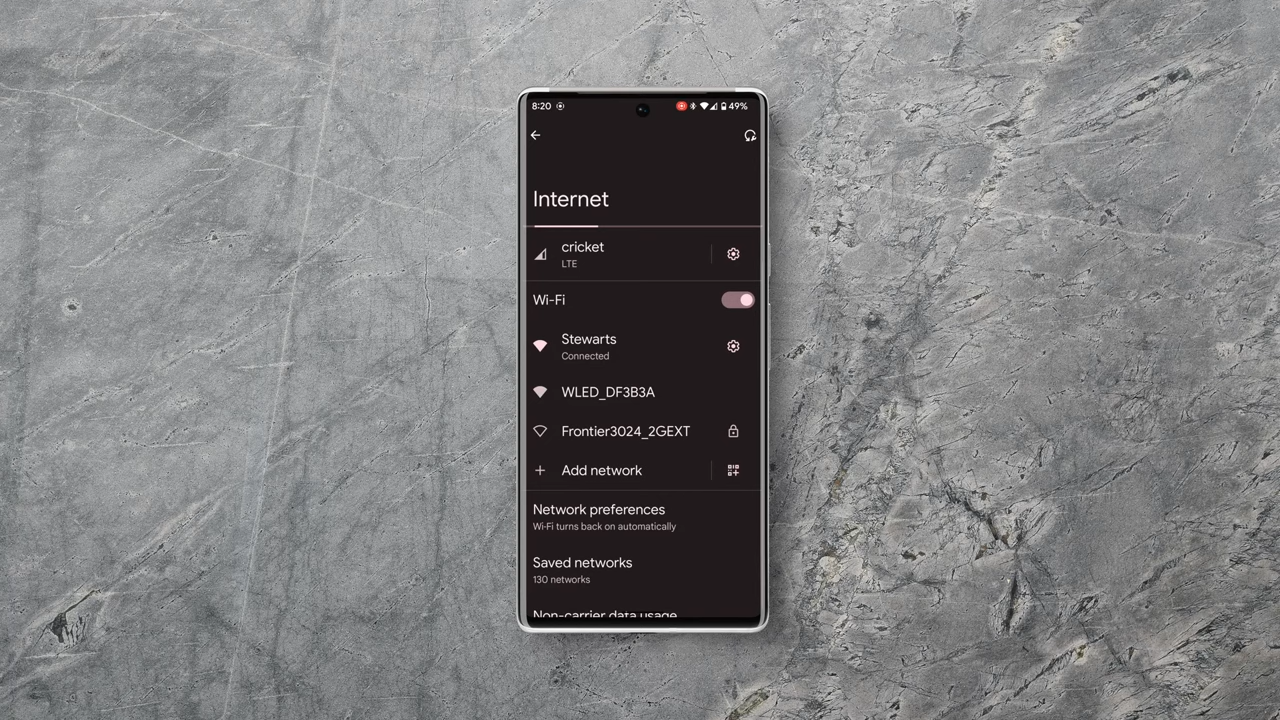 8:20
49%
Internet
cricket
LTE
Wi-Fi
Stewarts
Connected
WLED_DF3B3A
Frontier3024_2GEXT
Add network
Network preferences
Wi-Fi turns back on automatically
Saved networks
130 networks
Non-carrier data usage